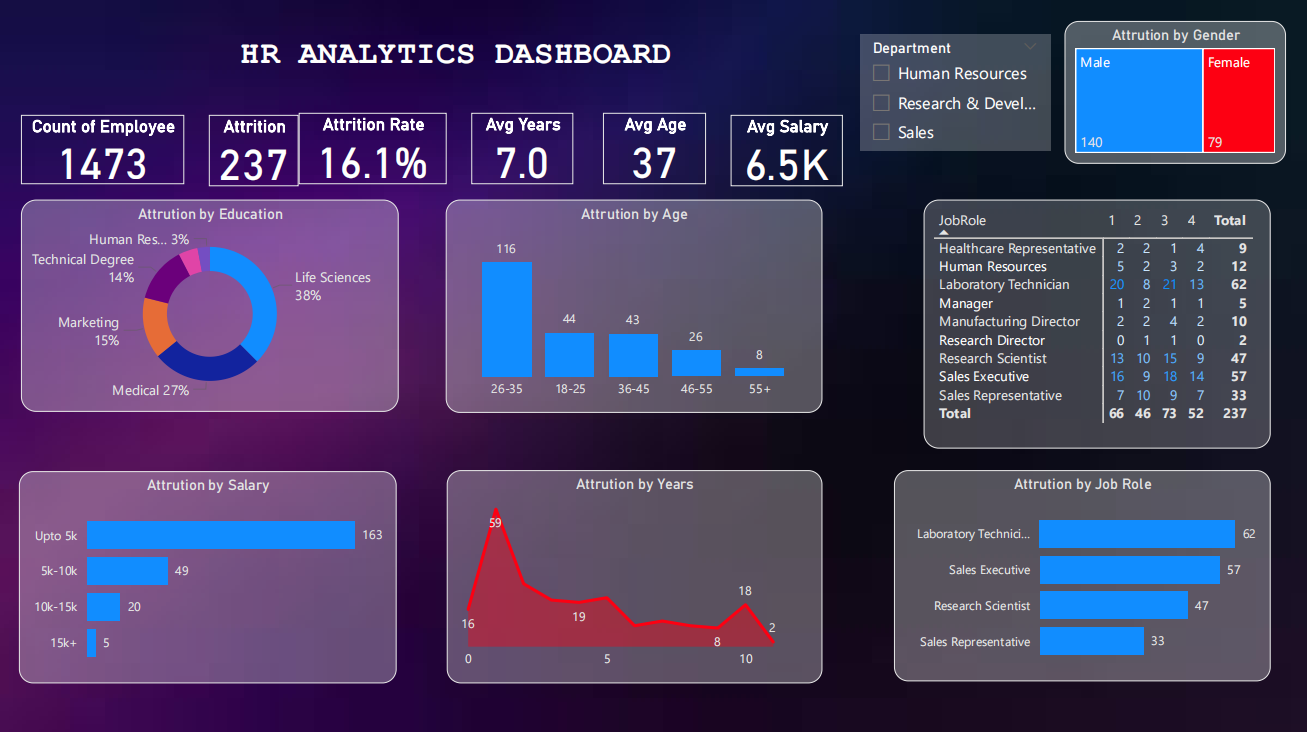 HR ANALYTICS DASHBOARD
Department
Human Resources
Research & Devel...
Sales
Attrution by Gender
Male
Female
140
79
Count of Employee
1473
Attrition
237
Attrition Rate
16.1%
Avg Years
7.0
Avg Age
37
Avg Salary
6.5K
Attrution by Education
Human Res... 3%
Technical Degree
14%
Life Sciences
38%
Marketing
15%
Medical 27%
Attrution by Age
116
44
43
26
8
26-35 18-25 36-45 46-55 55+
JobRole 1 2 3 4 Total
Healthcare Representative 2 2 1 4 9
Human Resources 5 2 3 2 12
Laboratory Technician 20 8 21 13 62
Manager 1 2 1 1 5
Manufacturing Director 2 2 4 2 10
Research Director 0 1 1 0 2
Research Scientist 13 10 15 9 47
Sales Executive 16 9 18 14 57
Sales Representative 7 10 9 7 33
Total 66 46 73 52 237
Attrution by Salary
Upto 5k 163
5k-10k 49
10k-15k 20
15k+ 5
Attrution by Years
59
16
19
18
8
2
0 5 10
Attrution by Job Role
Laboratory Technici... 62
Sales Executive 57
Research Scientist 47
Sales Representative 33